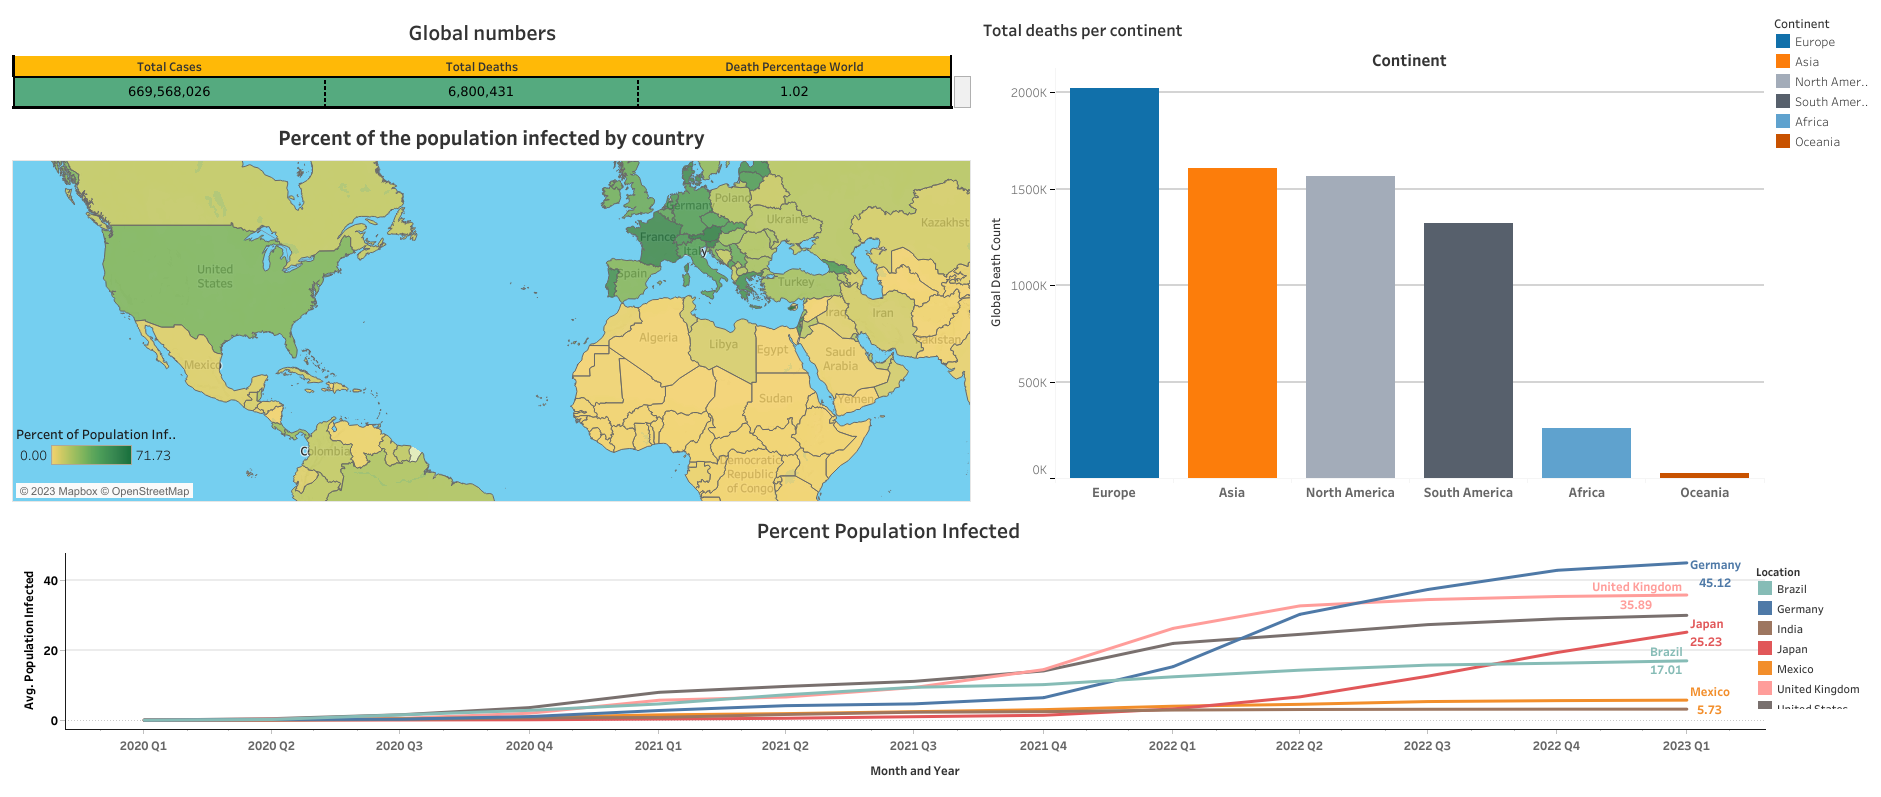 Global numbers
Total Cases
Total Deaths
Death Percentage World
669,568,026
6,800,431
1.02
Percent of the population infected by country
United
States
Mexico
Colombia
Germany
Poland
Ukraine
Kazakhst
France
Italy
Spain
Turkey
Iraq
Iran
Pakistan
Algeria
Libya
Egypt
Saudi
Arabia
Sudan
Yemen
Democratic
Republic
of Congo
Percent of Population Inf..
0.00
71.73
© 2023 Mapbox © OpenStreetMap
Total deaths per continent
Continent
Global Death Count
2000K
1500K
1000K
500K
0K
Europe
Asia
North America
South America
Africa
Oceania
Continent
Europe
Asia
North Amer..
South Amer..
Africa
Oceania
Percent Population Infected
Avg. Population Infected
40
20
0
Germany
45.12
United Kingdom
35.89
Japan
25.23
Brazil
17.01
Mexico
5.73
2020 Q1
2020 Q2
2020 Q3
2020 Q4
2021 Q1
2021 Q2
2021 Q3
2021 Q4
2022 Q1
2022 Q2
2022 Q3
2022 Q4
2023 Q1
Month and Year
Location
Brazil
Germany
India
Japan
Mexico
United Kingdom
United States